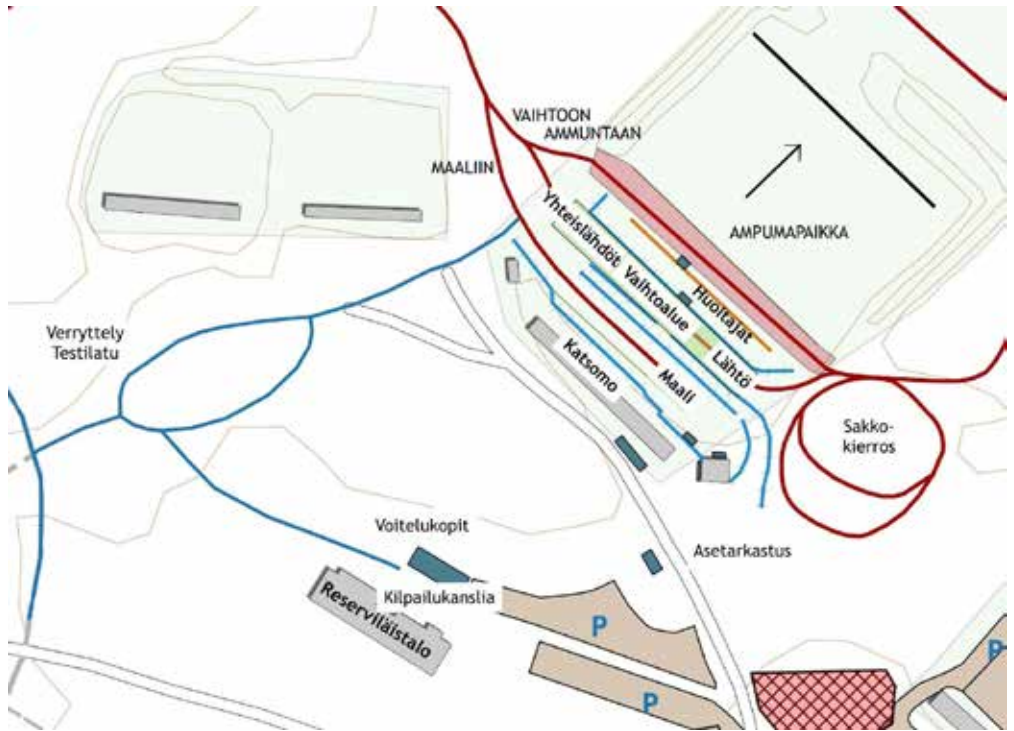 VAIHTOON
AMMUNTAAN
MAALIIN
AMPUMAPAIKKA
Yhteislähdöt
Vaihtoalue
Huoltajat
Lähtö
Maali
Katsomo
Verryttely
Testilatu
Sakko-
kierros
Voitelukopit
Asetarkastus
Kilpailukanslia
Reserviläistalo
P
P
P